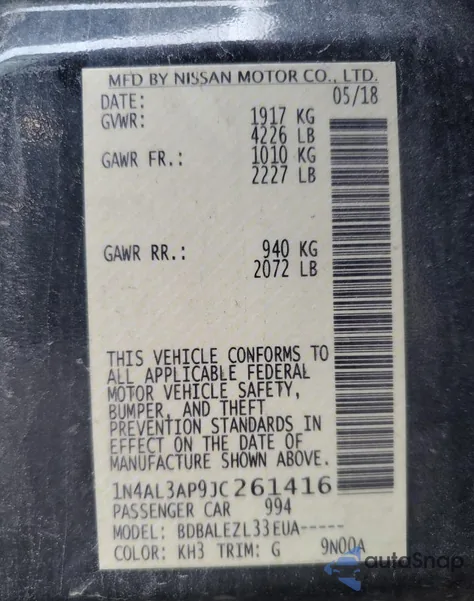 MFD BY NISSAN MOTOR CO., LTD.
DATE: 05/18
GVWR: 1917 KG
4226 LB
GAWR FR.: 1010 KG
2227 LB
GAWR RR.: 940 KG
2072 LB
THIS VEHICLE CONFORMS TO
ALL APPLICABLE FEDERAL
MOTOR VEHICLE SAFETY,
BUMPER, AND THEFT
PREVENTION STANDARDS IN
EFFECT ON THE DATE OF
MANUFACTURE SHOWN ABOVE.
1N4AL3AP9JC261416
PASSENGER CAR 994
MODEL: BDBALEZL33EUA-----
COLOR: KH3 TRIM: G 9N00A
autoSnap